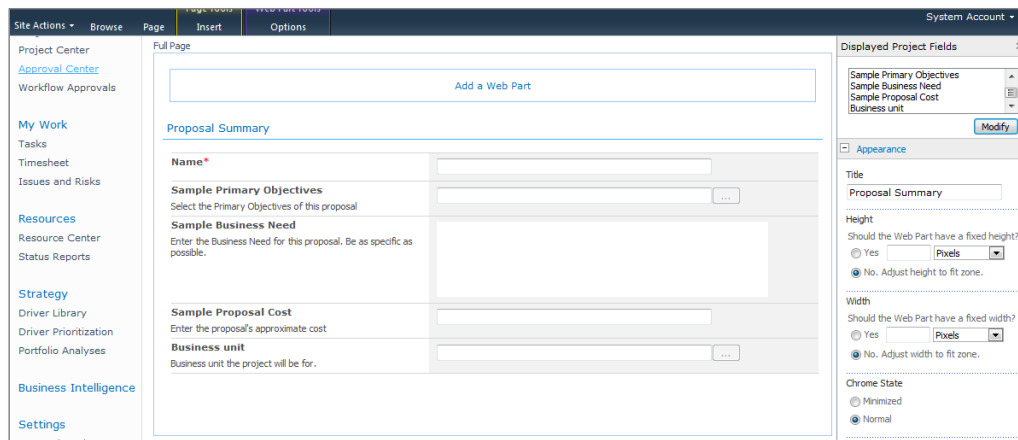 Site Actions Browse Page Insert Options System Account
Page Tools Web Part Tools
Project Center
Approval Center
Workflow Approvals
My Work
Tasks
Timesheet
Issues and Risks
Resources
Resource Center
Status Reports
Strategy
Driver Library
Driver Prioritization
Portfolio Analyses
Business Intelligence
Settings
Full Page
Add a Web Part
Proposal Summary
Name*
Sample Primary Objectives
Select the Primary Objectives of this proposal
...
Sample Business Need
Enter the Business Need for this proposal. Be as specific as
possible.
Sample Proposal Cost
Enter the proposal's approximate cost
Business unit
Business unit the project will be for.
...
Displayed Project Fields
Sample Primary Objectives
Sample Business Need
Sample Proposal Cost
Business unit
Modify
Appearance
Title
Proposal Summary
Height
Should the Web Part have a fixed height?
Yes Pixels
No. Adjust height to fit zone.
Width
Should the Web Part have a fixed width?
Yes Pixels
No. Adjust width to fit zone.
Chrome State
Minimized
Normal